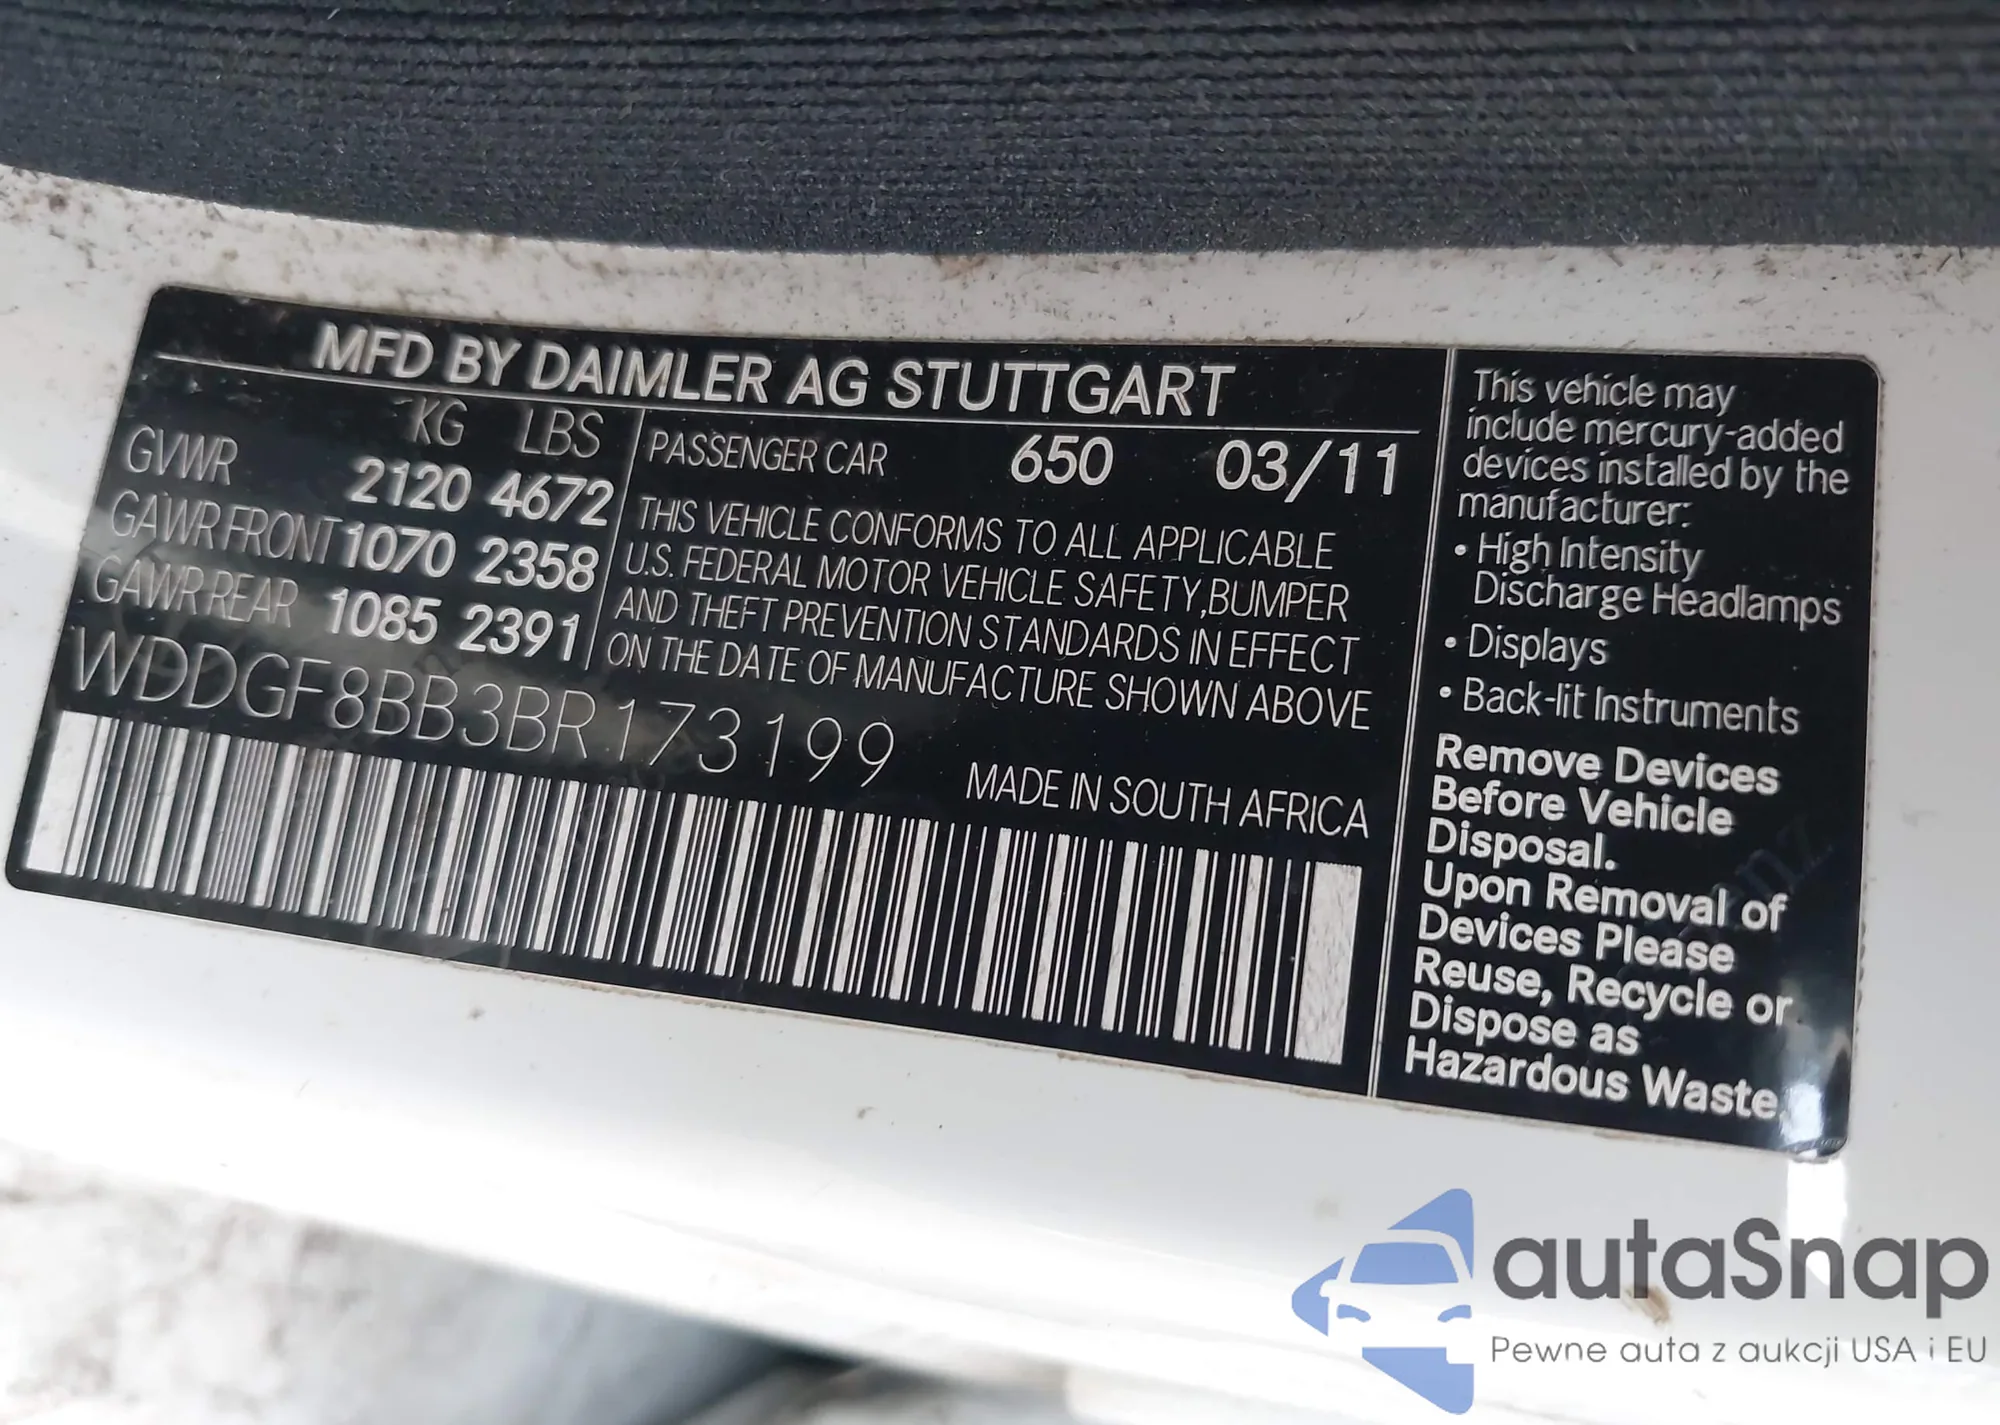 MFD BY DAIMLER AG STUTTGART
KG LBS
GVWR 2120 4672
GAWR FRONT 1070 2358
GAWR REAR 1085 2391
PASSENGER CAR 650 03/11
THIS VEHICLE CONFORMS TO ALL APPLICABLE
U.S. FEDERAL MOTOR VEHICLE SAFETY,BUMPER
AND THEFT PREVENTION STANDARDS IN EFFECT
ON THE DATE OF MANUFACTURE SHOWN ABOVE
WDDGF8BB3BR173199
MADE IN SOUTH AFRICA
This vehicle may
include mercury-added
devices installed by the
manufacturer:
• High Intensity
Discharge Headlamps
• Displays
• Back-lit Instruments
Remove Devices
Before Vehicle
Disposal.
Upon Removal of
Devices Please
Reuse, Recycle or
Dispose as
Hazardous Waste.
autaSnap
Pewne auta z aukcji USA i EU